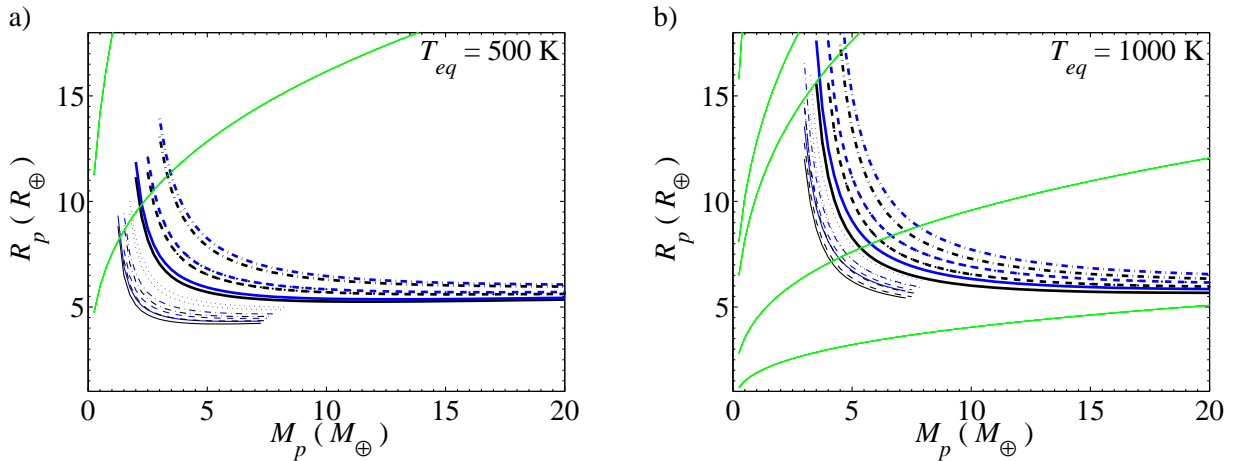 a)
T_eq = 500 K
15
10
5
R_p ( R_⊕ )
0 5 10 15 20
M_p ( M_⊕ )
b)
T_eq = 1000 K
15
10
5
R_p ( R_⊕ )
0 5 10 15 20
M_p ( M_⊕ )